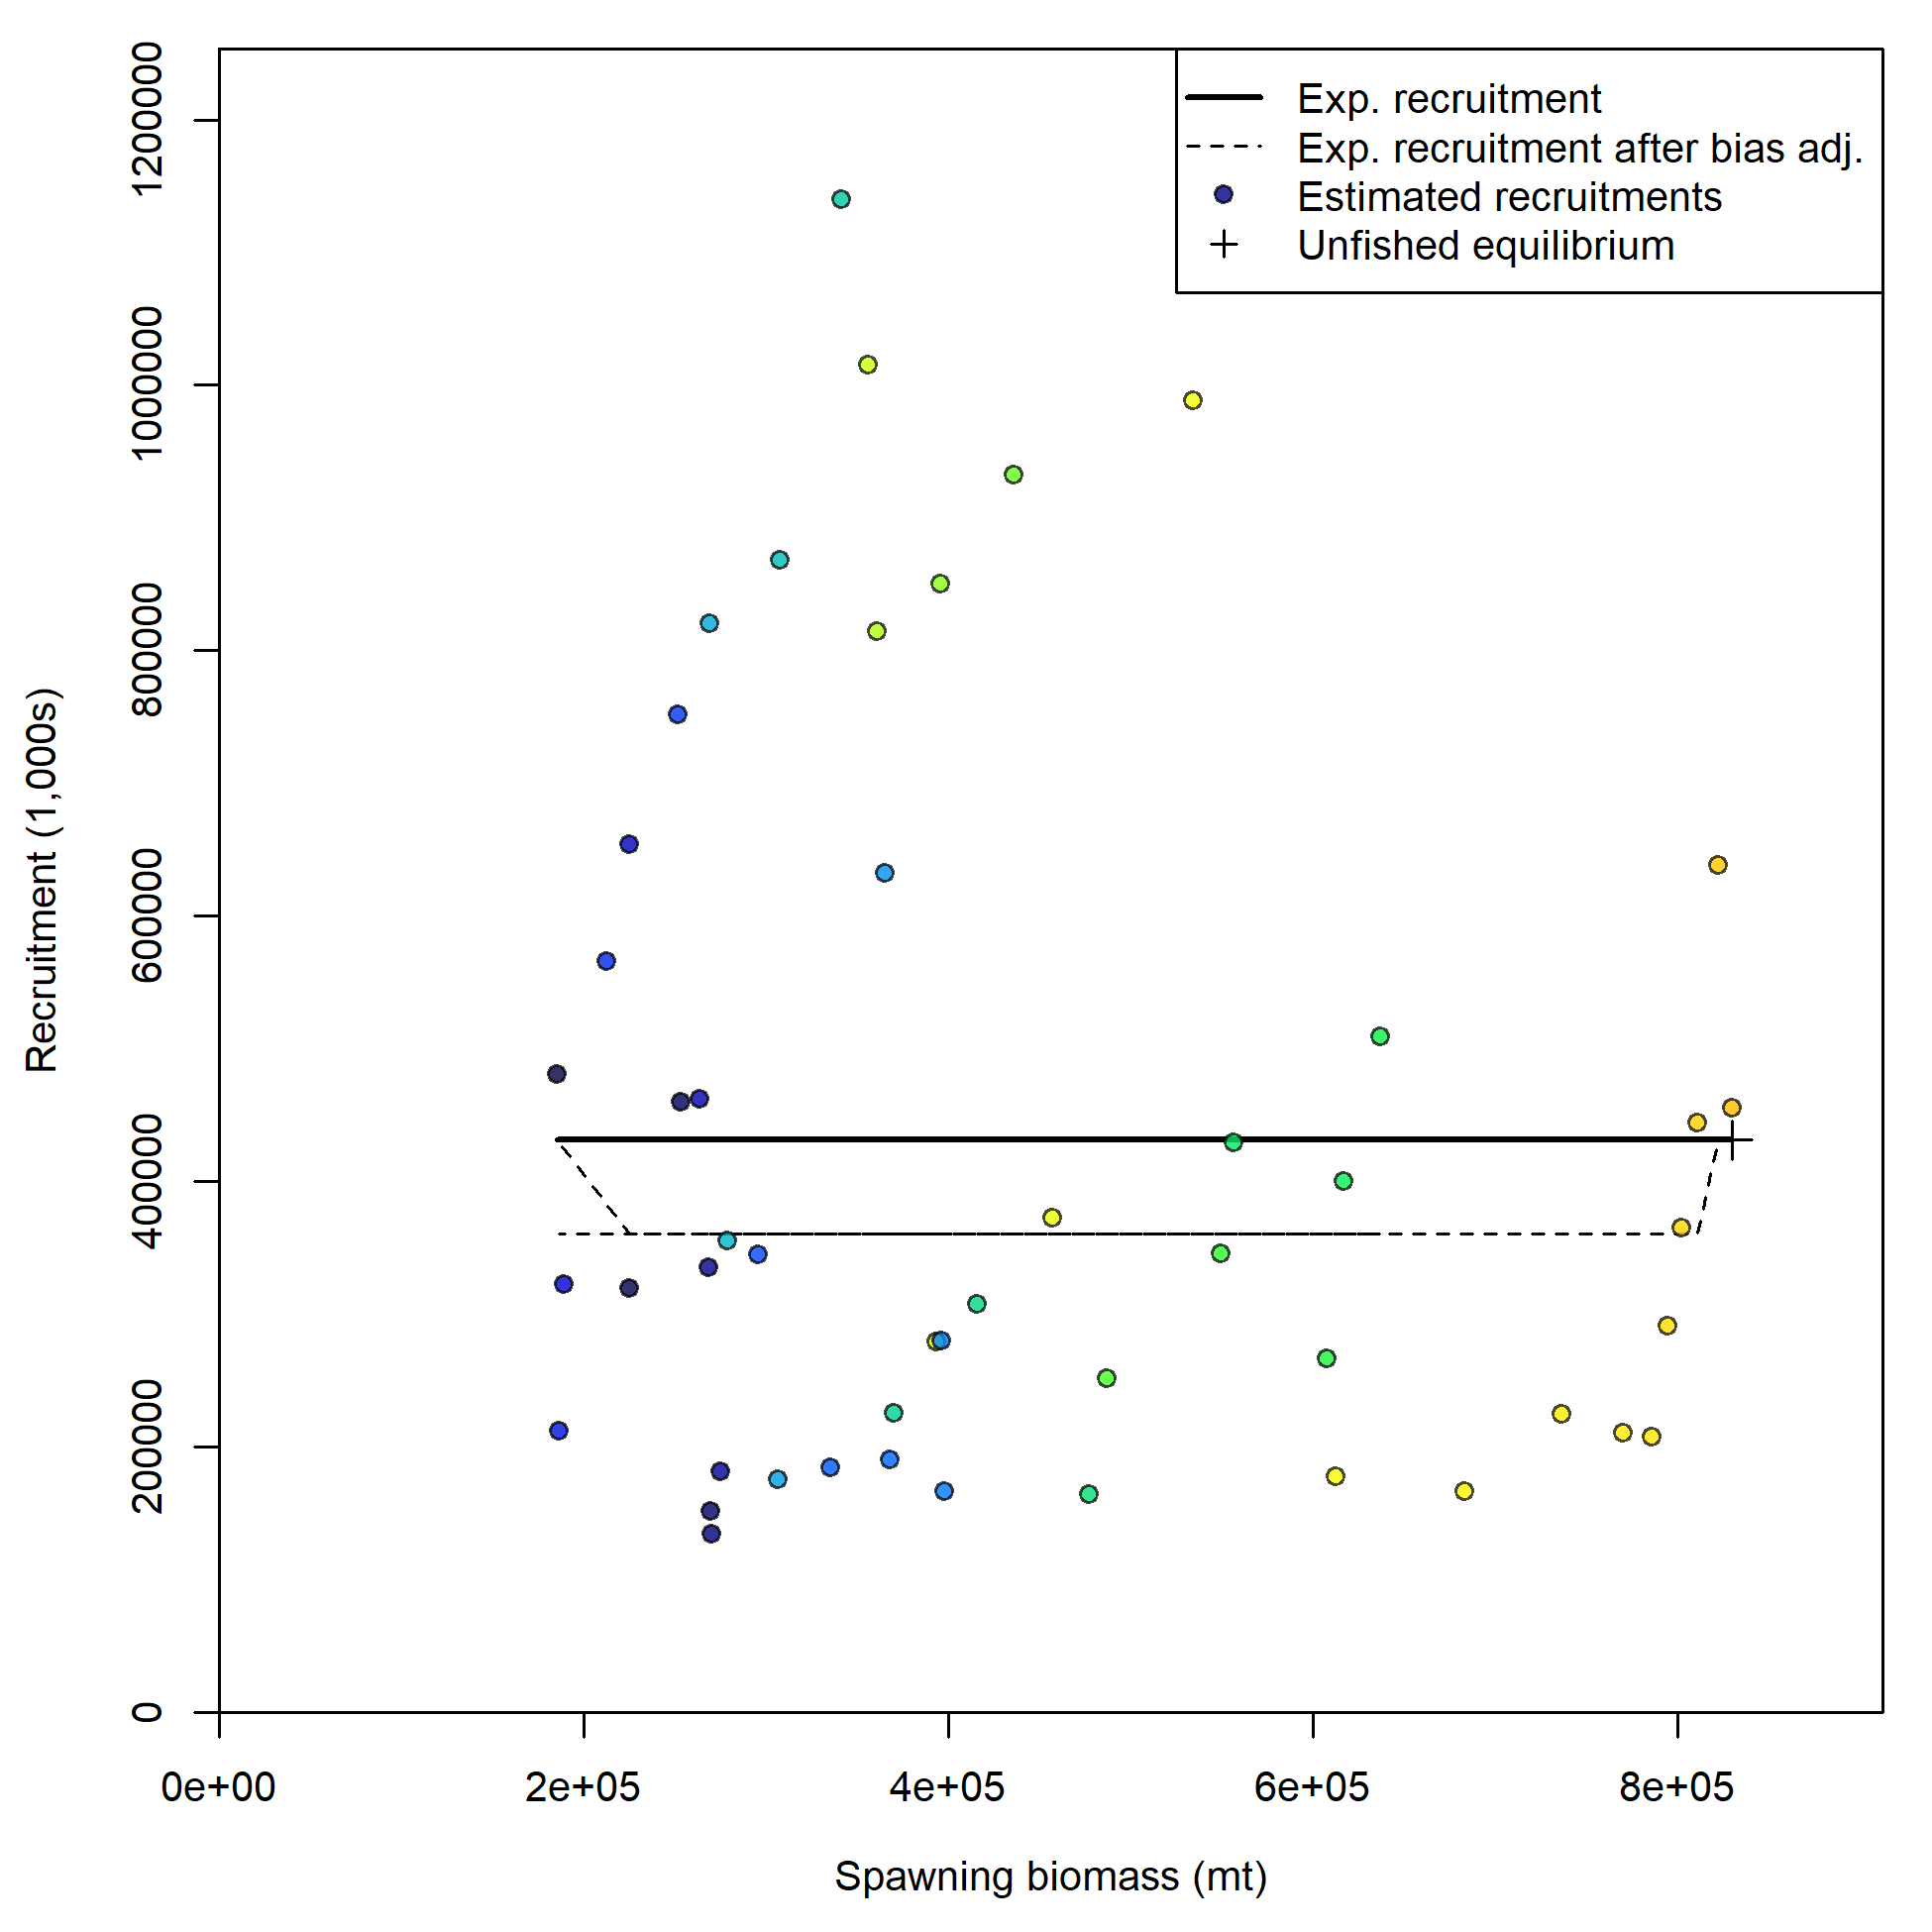 Exp. recruitment
Exp. recruitment after bias adj.
Estimated recruitments
Unfished equilibrium
Recruitment (1,000s)
1200000
1000000
800000
600000
400000
200000
0
0e+00 2e+05 4e+05 6e+05 8e+05
Spawning biomass (mt)